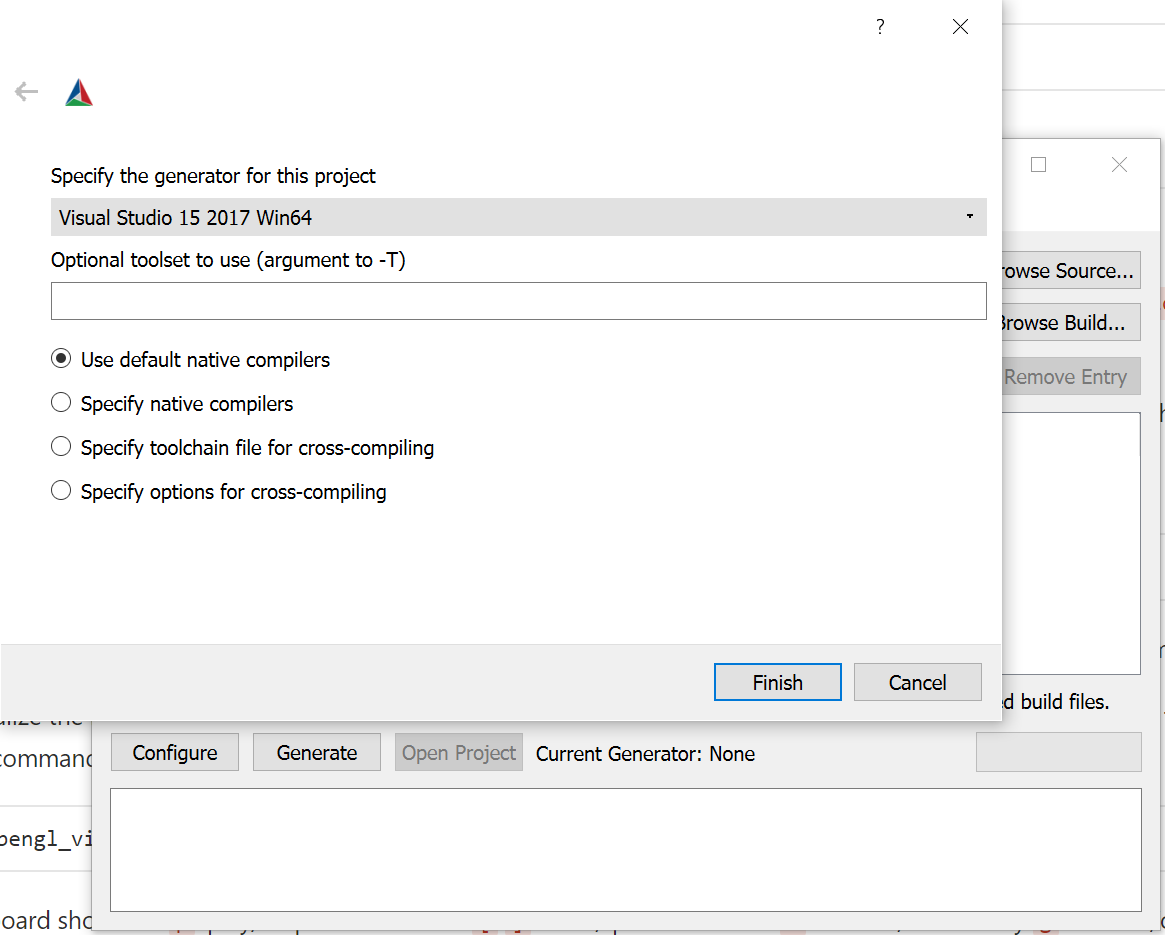 ?
Specify the generator for this project
Visual Studio 15 2017 Win64
Optional toolset to use (argument to -T)
Use default native compilers
Specify native compilers
Specify toolchain file for cross-compiling
Specify options for cross-compiling
Finish
Cancel
rowse Source...
Browse Build...
Remove Entry
ed build files.
Configure
Generate
Open Project
Current Generator: None
command
pengl_vi
oard sho